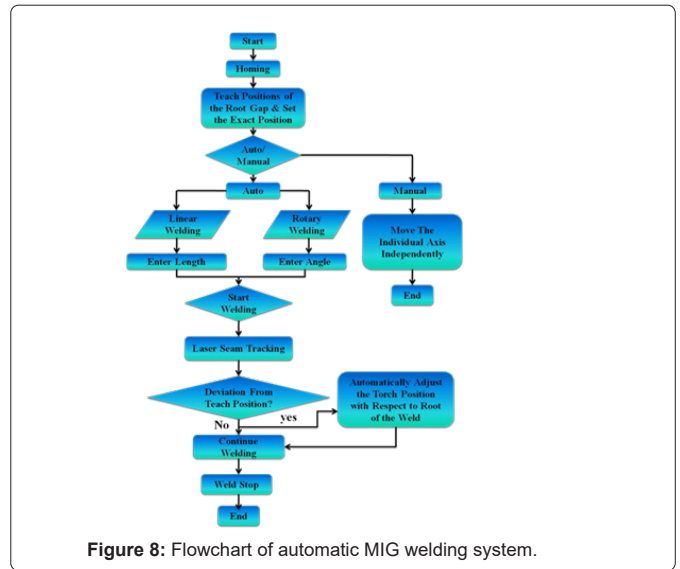 Start
Homing
Teach Positions of
the Root Gap & Set
the Exact Position
Auto/
Manual
Auto
Manual
Linear
Welding
Rotary
Welding
Move The
Individual Axis
Independently
Enter Length
Enter Angle
End
Start
Welding
Laser Seam Tracking
Deviation From
Teach Position?
Automatically Adjust
the Torch Position
with Respect to Root
of the Weld
yes
No
Continue
Welding
Weld Stop
End
Figure 8: Flowchart of automatic MIG welding system.